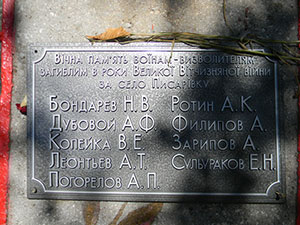 Вічна пам'ять воїнам-визволителям,
загиблим в роки Великої Вітчизняної війни
за село Писарівку
Бондарев Н.В. Ротин А.К.
Дубовой А.Ф. Филипов А.
Копейка В.Е. Зарипов А.
Леонтьев А.Т. Сульураков Е.Н.
Погорелов А.П.